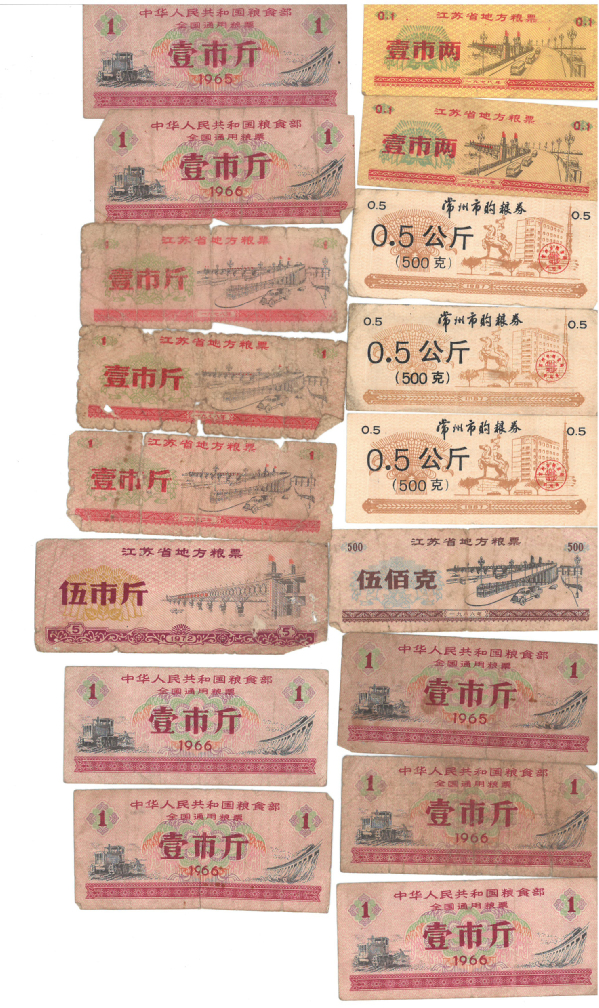 1
中华人民共和国粮食部
1
壹市斤
1965
1
中华人民共和国粮食部
1
全国通用粮票
壹市斤
1966
江苏省地方粮票
壹市斤
1
江苏省地方粮票
1
壹市斤
1
江苏省地方粮票
1
壹市斤
江苏省地方粮票
伍市斤
5
1972
5
1
中华人民共和国粮食部
1
全国通用粮票
壹市斤
1966
1
中华人民共和国粮食部
1
全国通用粮票
壹市斤
1966
0.1
江苏省地方粮票
0.1
壹市两
0.1
江苏省地方粮票
0.1
壹市两
0.5
常州市购粮券
0.5
0.5公斤
(500克)
1987
0.5
常州市购粮券
0.5
0.5公斤
(500克)
1987
0.5
常州市购粮券
0.5
0.5公斤
(500克)
1987
500
江苏省地方粮票
500
伍佰克
一九八六年
1
中华人民共和国粮食部
1
全国通用粮票
壹市斤
1965
1
中华人民共和国粮食部
1
全国通用粮票
壹市斤
1966
1
中华人民共和国粮食部
1
全国通用粮票
壹市斤
1966